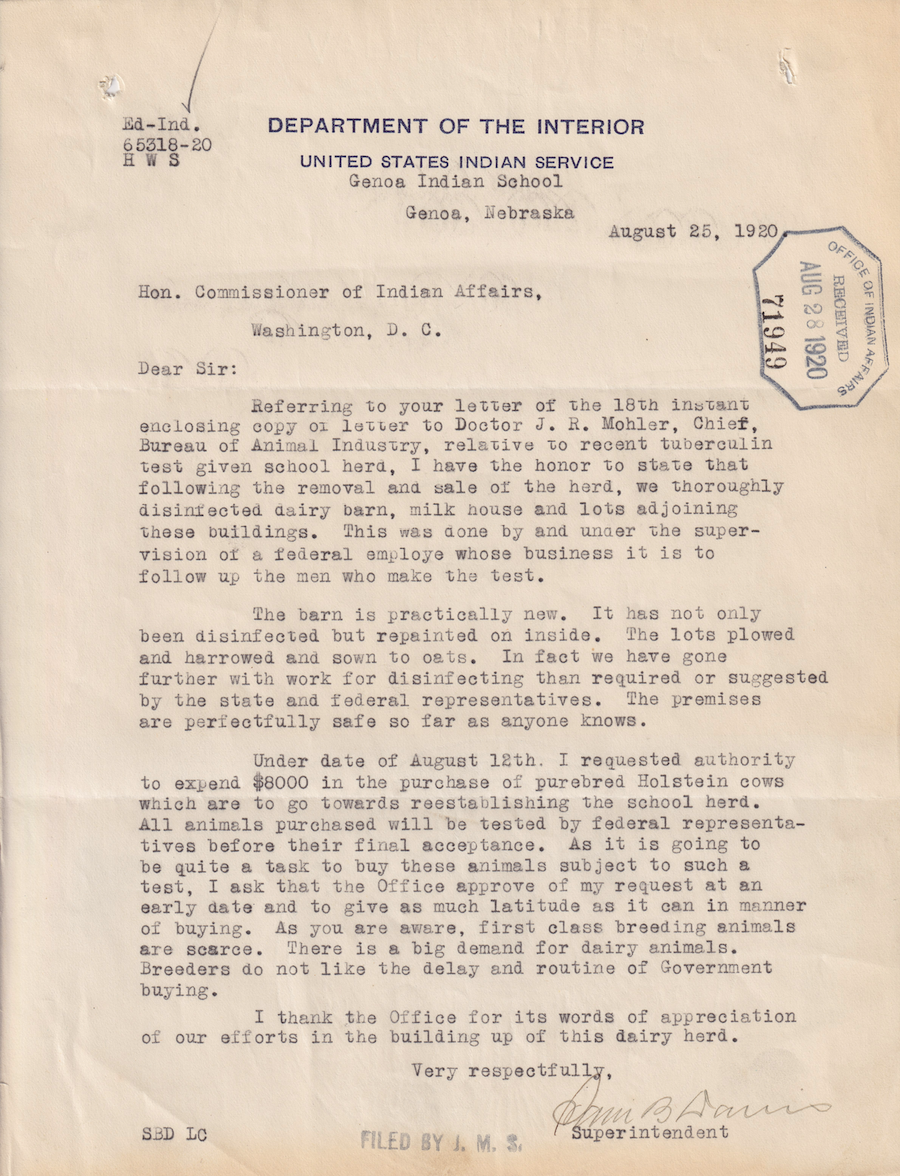 Ed-Ind.
65318-20
H W S
DEPARTMENT OF THE INTERIOR
UNITED STATES INDIAN SERVICE
Genoa Indian School
Genoa, Nebraska
August 25, 1920.
OFFICE OF INDIAN AFFAIRS
RECEIVED
AUG 28 1920
71949
Hon. Commissioner of Indian Affairs,
Washington, D. C.
Dear Sir:
Referring to your letter of the 18th instant
enclosing copy of letter to Doctor J. R. Mohler, Chief,
Bureau of Animal Industry, relative to recent tuberculin
test given school herd, I have the honor to state that
following the removal and sale of the herd, we thoroughly
disinfected dairy barn, milk house and lots adjoining
these buildings. This was done by and under the super-
vision of a federal employe whose business it is to
follow up the men who make the test.
The barn is practically new. It has not only
been disinfected but repainted on inside. The lots plowed
and harrowed and sown to oats. In fact we have gone
further with work for disinfecting than required or suggested
by the state and federal representatives. The premises
are perfectfully safe so far as anyone knows.
Under date of August 12th. I requested authority
to expend $8000 in the purchase of purebred Holstein cows
which are to go towards reestablishing the school herd.
All animals purchased will be tested by federal representa-
tives before their final acceptance. As it is going to
be quite a task to buy these animals subject to such a
test, I ask that the Office approve of my request at an
early date and to give as much latitude as it can in manner
of buying. As you are aware, first class breeding animals
are scarce. There is a big demand for dairy animals.
Breeders do not like the delay and routine of Government
buying.
I thank the Office for its words of appreciation
of our efforts in the building up of this dairy herd.
Very respectfully,
Sam B Davis
Superintendent
SBD LC
FILED BY J. M. S.